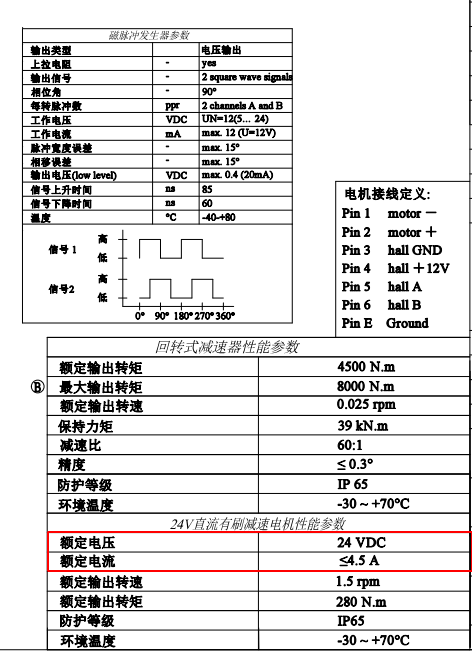 磁脉冲发生器参数
输出类型 电压输出
上拉电阻 - yes
输出信号 - 2 square wave signals
相位角 - 90°
每转脉冲数 ppr 2 channels A and B
工作电压 VDC UN=12(5... 24)
工作电流 mA max. 12 (U=12V)
脉冲宽度误差 - max. 15°
相移误差 - max. 15°
输出电压(low level) VDC max. 0.4 (20mA)
信号上升时间 ns 85
信号下降时间 ns 60
温度 °C -40-+80
信号 1 高
低
信号2 高
低
0° 90° 180° 270° 360°
电机接线定义:
Pin 1 motor －
Pin 2 motor ＋
Pin 3 hall GND
Pin 4 hall ＋12V
Pin 5 hall A
Pin 6 hall B
Pin E Ground
回转式减速器性能参数
额定输出转矩 4500 N.m
Ⓑ 最大输出转矩 8000 N.m
额定输出转速 0.025 rpm
保持力矩 39 kN.m
减速比 60:1
精度 ≤ 0.3°
防护等级 IP 65
环境温度 -30 ~ +70°C
24V直流有刷减速电机性能参数
额定电压 24 VDC
额定电流 ≤4.5 A
额定输出转速 1.5 rpm
额定输出转矩 280 N.m
防护等级 IP65
环境温度 -30 ~ +70°C